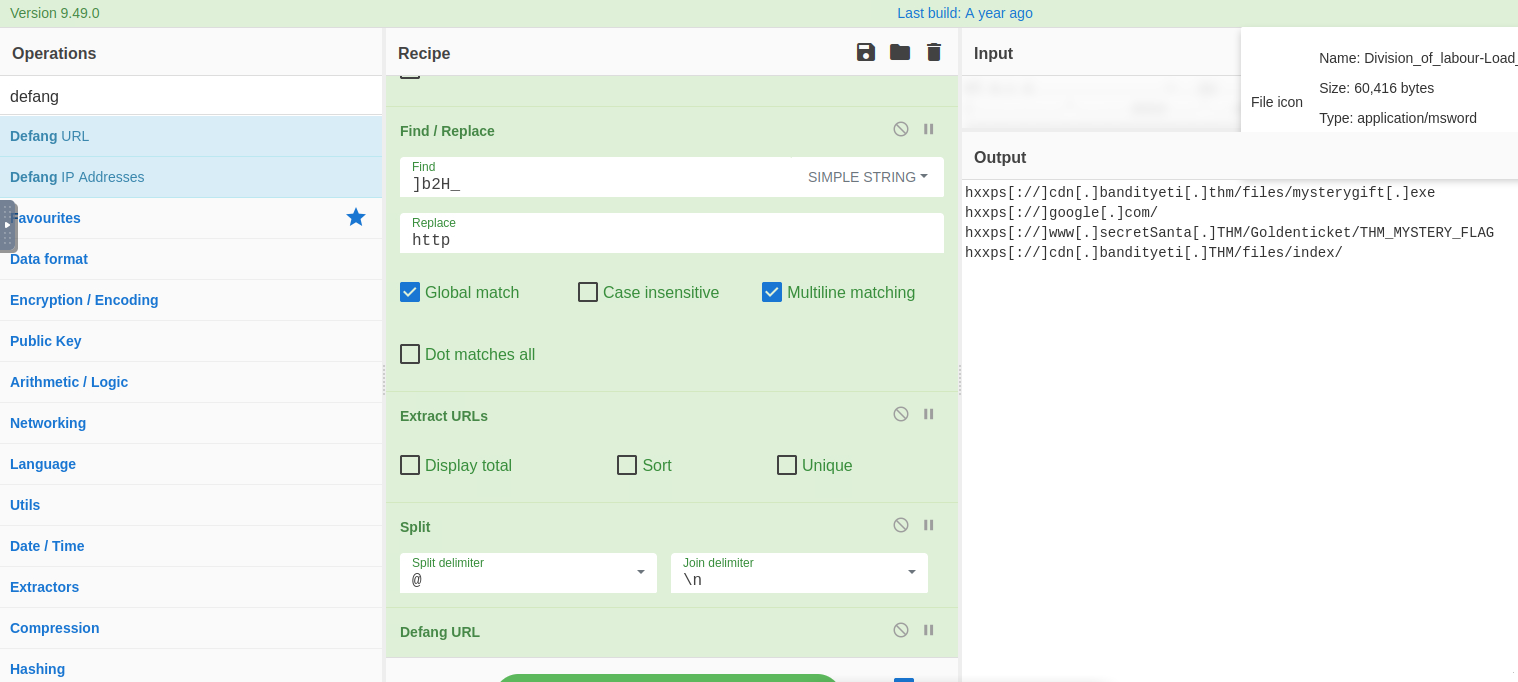 Version 9.49.0
Last build: A year ago
Operations
defang
Defang URL
Defang IP Addresses
Favourites
Data format
Encryption / Encoding
Public Key
Arithmetic / Logic
Networking
Language
Utils
Date / Time
Extractors
Compression
Hashing
Recipe
Find / Replace
Find
]b2H_
SIMPLE STRING
Replace
http
Global match
Case insensitive
Multiline matching
Dot matches all
Extract URLs
Display total
Sort
Unique
Split
Split delimiter
@
Join delimiter
\n
Defang URL
Input
File icon
Name: Division_of_labour-Load_
Size: 60,416 bytes
Type: application/msword
Output
hxxps[://]cdn[.]bandityeti[.]thm/files/mysterygift[.]exe
hxxps[://]google[.]com/
hxxps[://]www[.]secretSanta[.]THM/Goldenticket/THM_MYSTERY_FLAG
hxxps[://]cdn[.]bandityeti[.]THM/files/index/